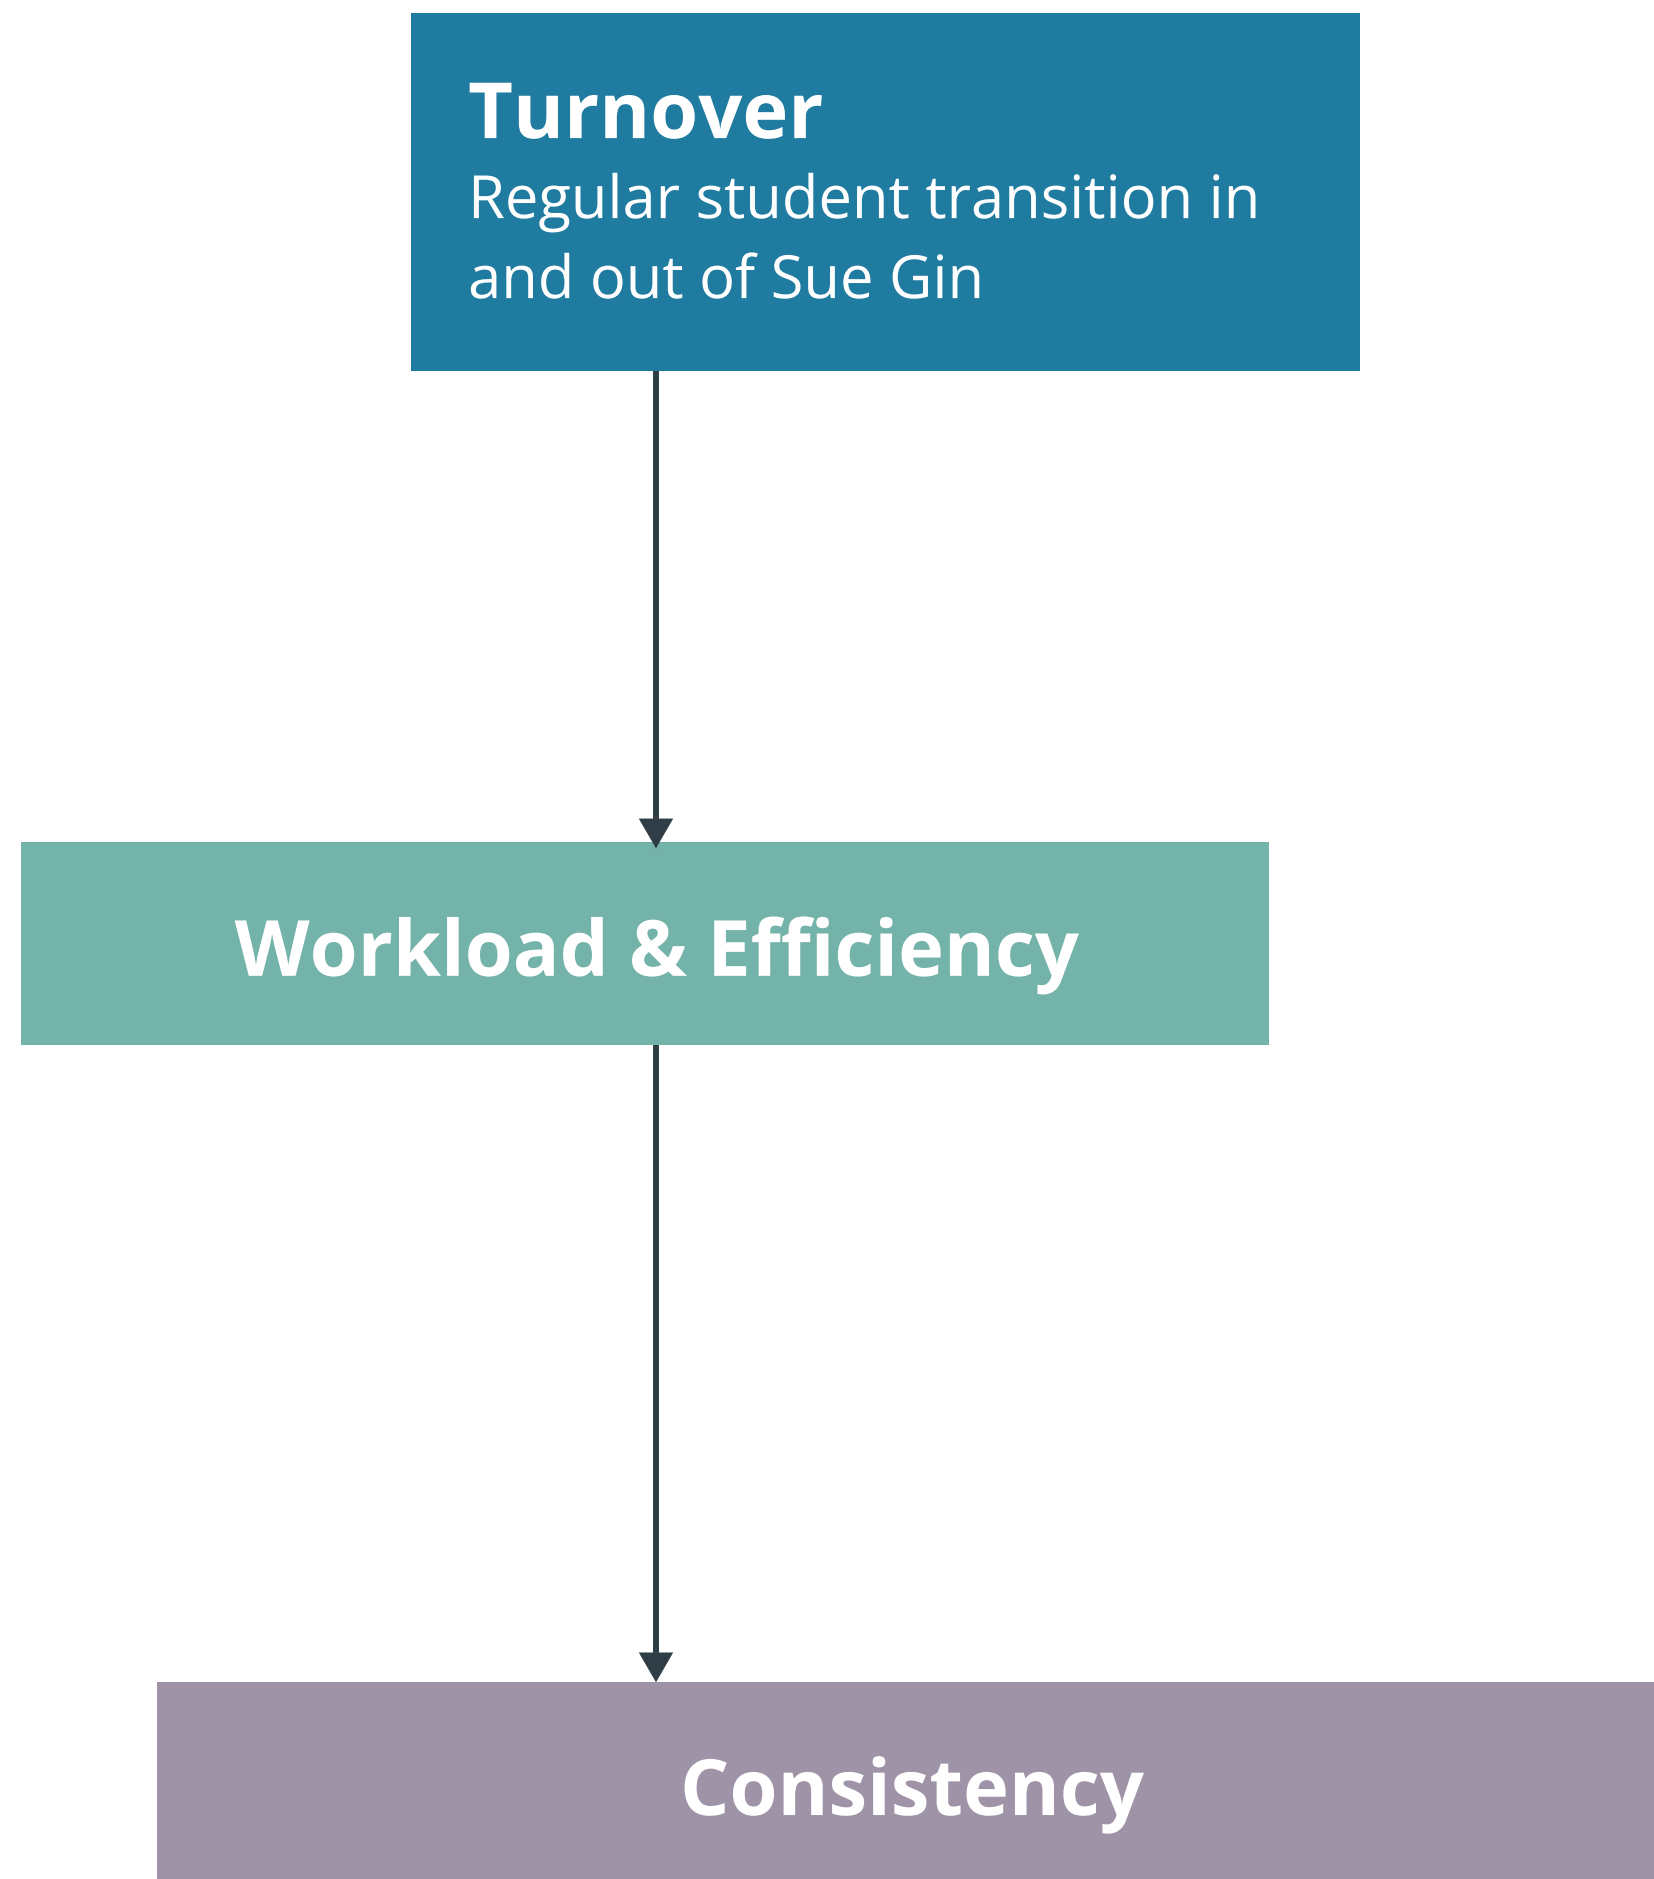 Turnover
Regular student transition in
and out of Sue Gin
Workload & Efficiency
Consistency